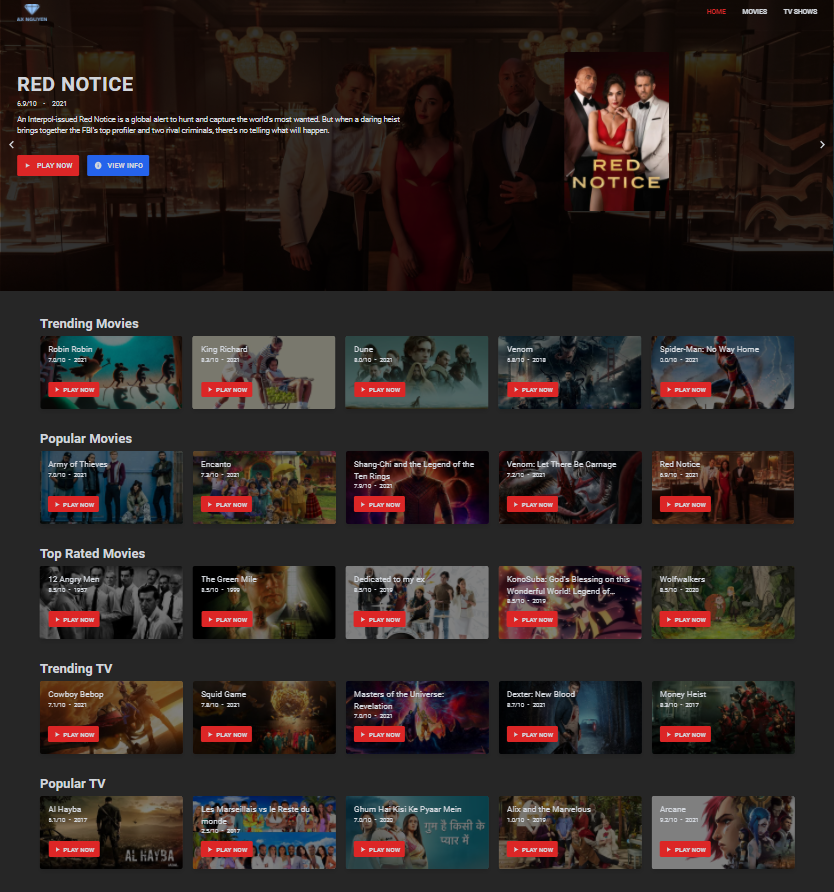 AK NGUYEN
HOME MOVIES TV SHOWS
RED NOTICE
6.9/10 - 2021
An Interpol-issued Red Notice is a global alert to hunt and capture the world's most wanted. But when a daring heist
brings together the FBI's top profiler and two rival criminals, there's no telling what will happen.
PLAY NOW VIEW INFO
RED
NOTICE
Trending Movies
Robin Robin King Richard Dune Venom Spider-Man: No Way Home
7.0/10 - 2021 8.3/10 - 2021 8.0/10 - 2021 6.8/10 - 2018 0.0/10 - 2021
PLAY NOW PLAY NOW PLAY NOW PLAY NOW PLAY NOW
Popular Movies
Army of Thieves Encanto Shang-Chi and the Legend of the Venom: Let There Be Carnage Red Notice
Ten Rings
7.0/10 - 2021 7.3/10 - 2021 7.9/10 - 2021 7.2/10 - 2021 6.9/10 - 2021
PLAY NOW PLAY NOW PLAY NOW PLAY NOW PLAY NOW
Top Rated Movies
12 Angry Men The Green Mile Dedicated to my ex KonoSuba: God's Blessing on this Wolfwalkers
Wonderful World! Legend of...
8.5/10 - 1957 8.5/10 - 1999 8.5/10 - 2019 8.5/10 - 2019 8.5/10 - 2020
PLAY NOW PLAY NOW PLAY NOW PLAY NOW PLAY NOW
Trending TV
Cowboy Bebop Squid Game Masters of the Universe: Dexter: New Blood Money Heist
Revelation
7.1/10 - 2021 7.8/10 - 2021 7.0/10 - 2021 8.7/10 - 2021 8.3/10 - 2017
PLAY NOW PLAY NOW PLAY NOW PLAY NOW PLAY NOW
Popular TV
Al Hayba Les Marseillais vs le Reste du Ghum Hai Kisi Ke Pyaar Mein Alix and the Marvelous Arcane
monde
8.1/10 - 2017 2.5/10 - 2017 7.0/10 - 2020 1.0/10 - 2019 9.2/10 - 2021
गुम है किसी के
प्यार में
PLAY NOW PLAY NOW PLAY NOW PLAY NOW PLAY NOW
AL HAYBA